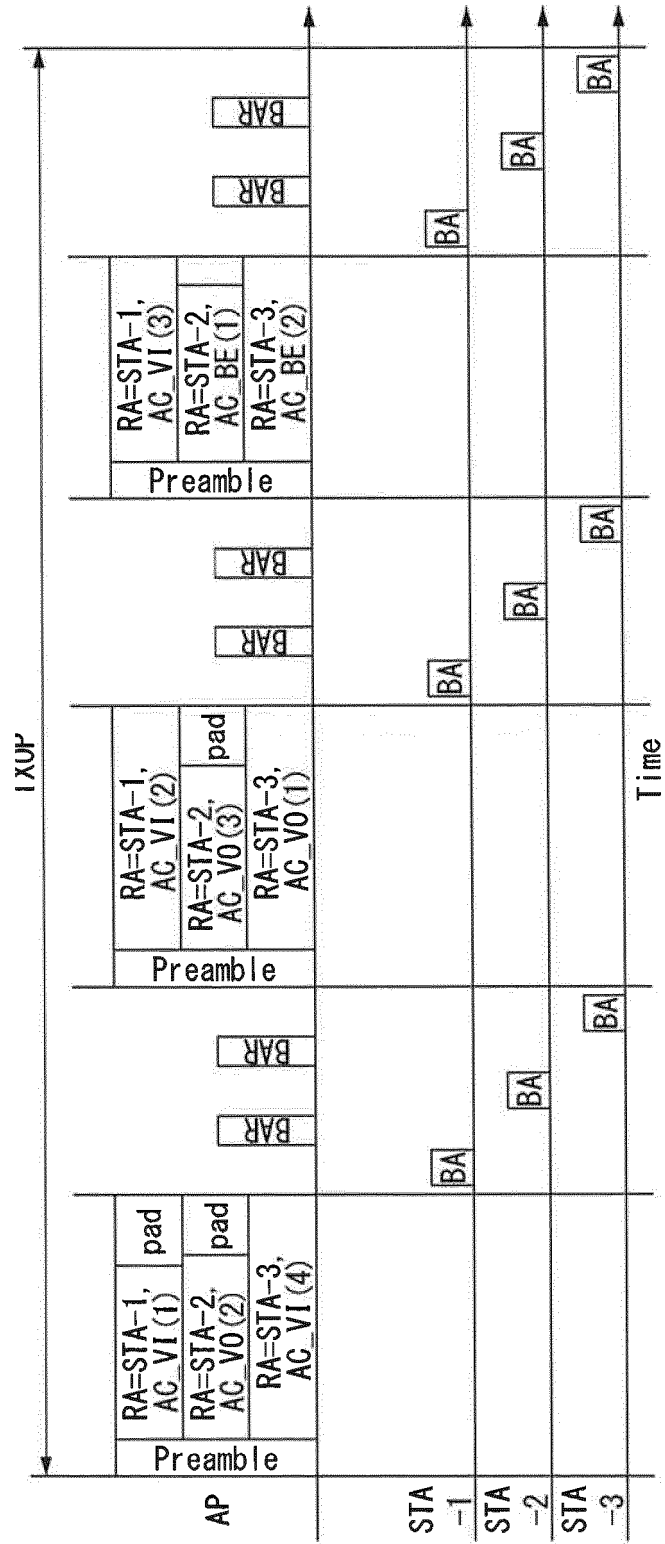 TXOP
AP
Preamble
RA=STA-1,
AC_VI(1)
pad
RA=STA-2,
AC_VO(2)
pad
RA=STA-3,
AC_VI(4)
BAR
BAR
Preamble
RA=STA-1,
AC_VI(2)
RA=STA-2,
AC_VO(3)
pad
RA=STA-3,
AC_VO(1)
BAR
BAR
Preamble
RA=STA-1,
AC_VI(3)
RA=STA-2,
AC_BE(1)
RA=STA-3,
AC_BE(2)
BAR
BAR
STA
-1
BA
BA
BA
STA
-2
BA
BA
BA
STA
-3
BA
BA
BA
Time